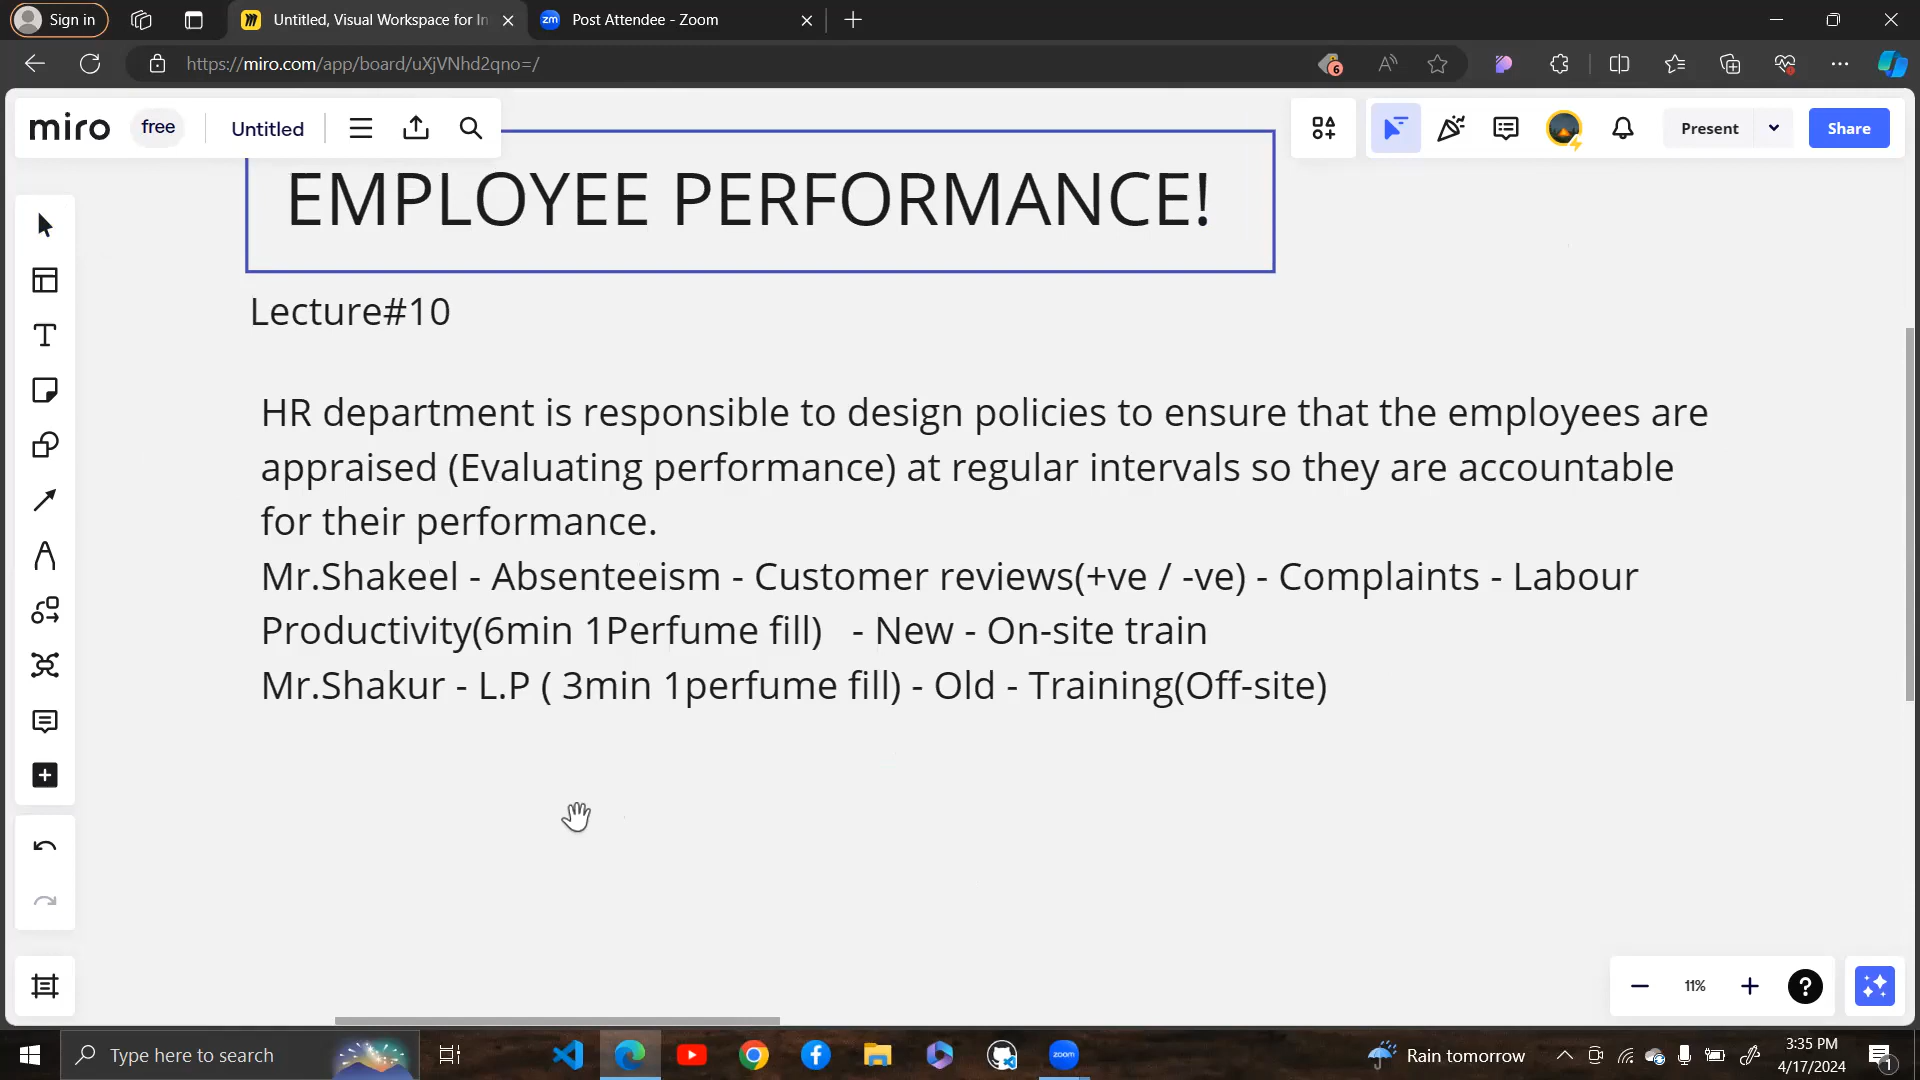 Sign in
Untitled, Visual Workspace for In
Post Attendee - Zoom
https://miro.com/app/board/uXjVNhd2qno=/
6
miro free Untitled
Present
Share
EMPLOYEE PERFORMANCE!
Lecture#10
HR department is responsible to design policies to ensure that the employees are
appraised (Evaluating performance) at regular intervals so they are accountable
for their performance.
Mr.Shakeel - Absenteeism - Customer reviews(+ve / -ve) - Complaints - Labour
Productivity(6min 1Perfume fill)   - New - On-site train
Mr.Shakur - L.P ( 3min 1perfume fill) - Old - Training(Off-site)
11%
?
Type here to search
zoom
Rain tomorrow
3:35 PM
4/17/2024
1